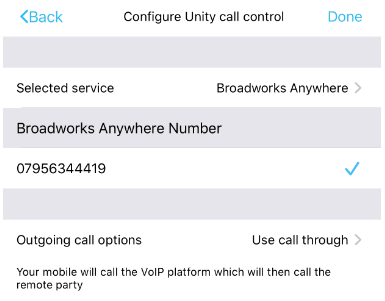 Back Configure Unity call control Done
Selected service Broadworks Anywhere
Broadworks Anywhere Number
07956344419
Outgoing call options Use call through
Your mobile will call the VoIP platform which will then call the
remote party